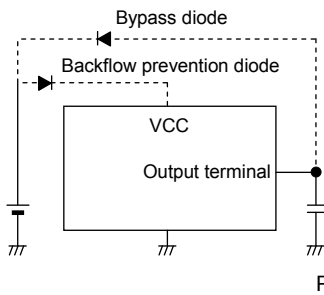 Bypass diode
Backflow prevention diode
VCC
Output terminal
F